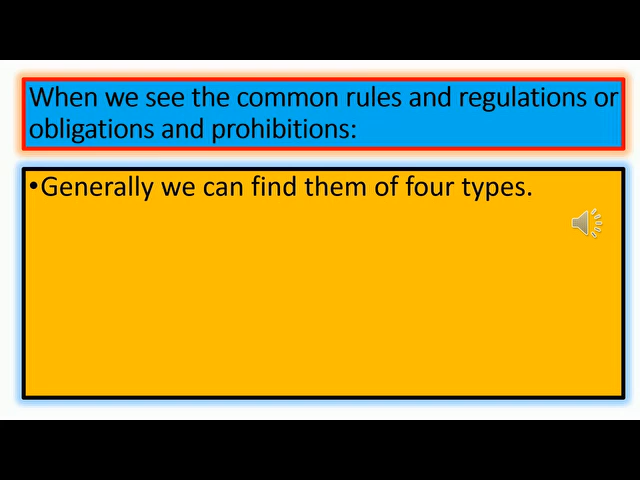 When we see the common rules and regulations or
obligations and prohibitions:
•Generally we can find them of four types.